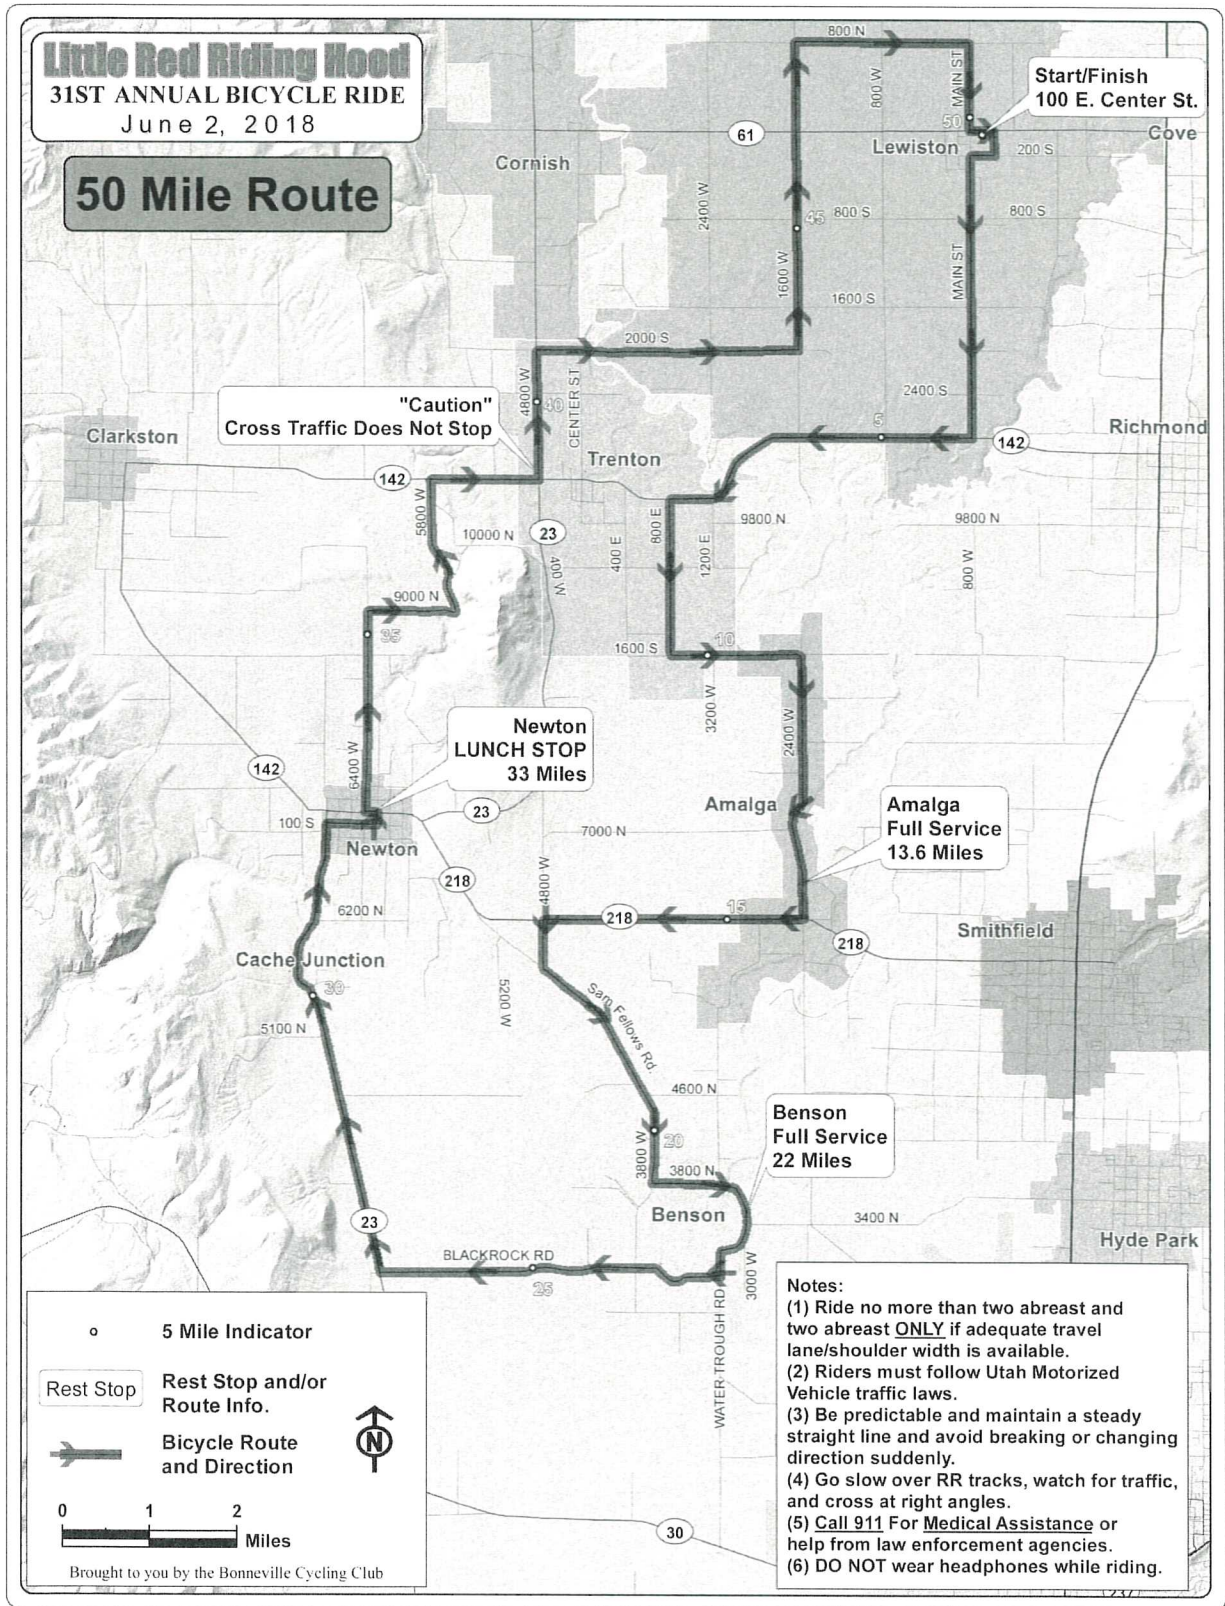 Little Red Riding Hood
31ST ANNUAL BICYCLE RIDE
June 2, 2018
50 Mile Route
800 N
800 W
MAIN ST
Start/Finish
100 E. Center St.
50
61
Lewiston
Cove
200 S
Cornish
2400 W
45
800 S
800 S
1600 W
MAIN ST
1600 S
2000 S
4800 W
40
CENTER ST
2400 S
"Caution"
Cross Traffic Does Not Stop
5
Clarkston
142
Richmond
Trenton
142
5800 W
10000 N
23
800 E
9800 N
9800 N
400 E
1200 E
400 W
800 W
9000 N
35
1600 S
10
3200 W
2400 W
Newton
LUNCH STOP
33 Miles
142
6400 W
23
Amalga
Amalga
Full Service
13.6 Miles
100 S
7000 N
Newton
218
4800 W
6200 N
218
15
218
Smithfield
Cache Junction
30
5200 W
Sam Fellows Rd.
5100 N
4600 N
Benson
Full Service
22 Miles
20
3800 W
3800 N
Benson
3400 N
23
Hyde Park
BLACKROCK RD
25
3000 W
WATER TROUGH RD
5 Mile Indicator
Rest Stop
Rest Stop and/or
Route Info.
Bicycle Route
and Direction
N
0 1 2
Miles
Brought to you by the Bonneville Cycling Club
30
Notes:
(1) Ride no more than two abreast and
two abreast ONLY if adequate travel
lane/shoulder width is available.
(2) Riders must follow Utah Motorized
Vehicle traffic laws.
(3) Be predictable and maintain a steady
straight line and avoid breaking or changing
direction suddenly.
(4) Go slow over RR tracks, watch for traffic,
and cross at right angles.
(5) Call 911 For Medical Assistance or
help from law enforcement agencies.
(6) DO NOT wear headphones while riding.